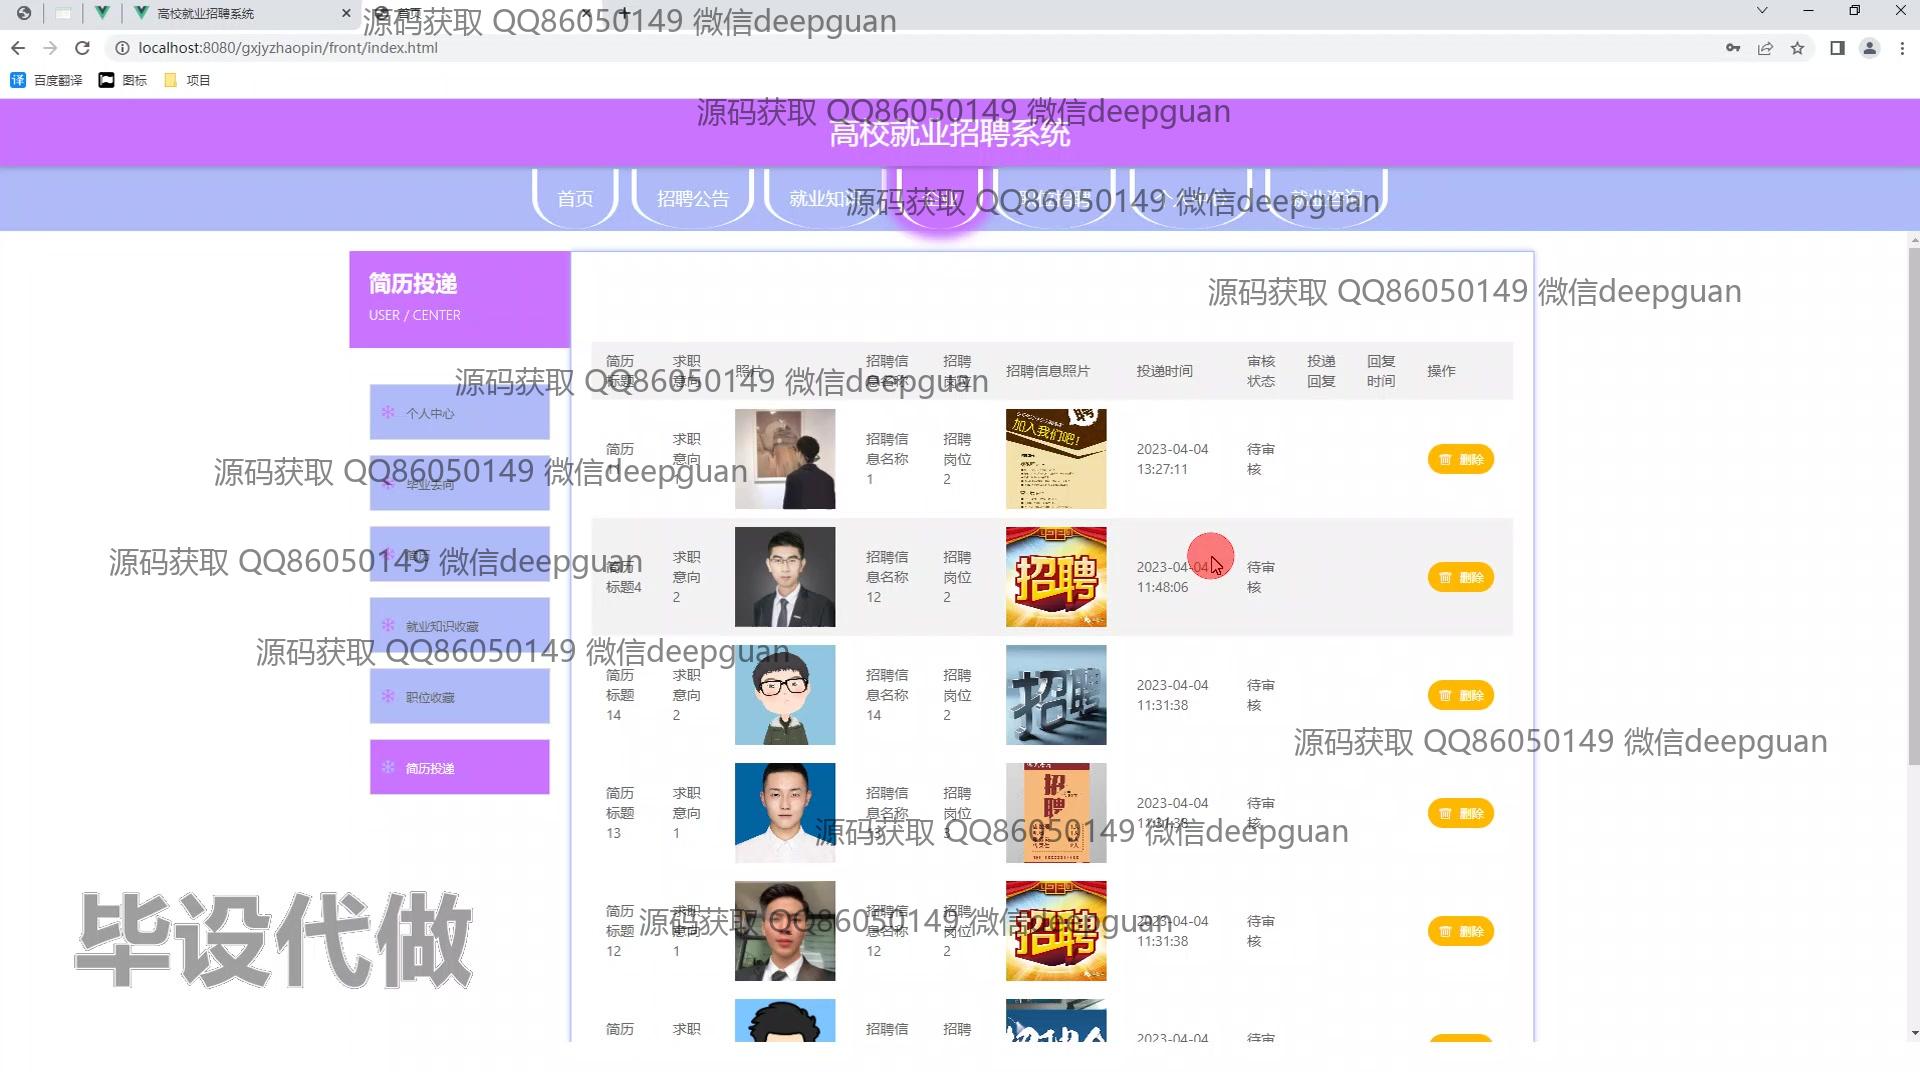 高校就业招聘系统
源码获取 QQ86050149 微信deepguan
localhost:8080/gxjyzhaopin/front/index.html
百度翻译 图标 项目
源码获取 QQ86050149 微信deepguan
高校就业招聘系统
首页 招聘公告 就业知识
源码获取 QQ86050149 微信deepguan
简历投递
USER / CENTER
源码获取 QQ86050149 微信deepguan
简历标题 求职意向 照片 招聘信息名称 招聘岗位 招聘信息照片 投递时间 审核状态 投递回复 回复时间 操作
源码获取 QQ86050149 微信deepguan
个人中心
毕业去向
源码获取 QQ86050149 微信deepguan
简历
源码获取 QQ86050149 微信deepguan
就业知识收藏
源码获取 QQ86050149 微信deepguan
职位收藏
简历投递
简历 求职意向1 招聘信息名称1 招聘岗位2 2023-04-04 13:27:11 待审核 删除
加入我们吧!
简历标题4 求职意向2 招聘信息名称12 招聘岗位2 2023-04-04 11:48:06 待审核 删除
招聘
简历标题14 求职意向2 招聘信息名称14 招聘岗位2 2023-04-04 11:31:38 待审核 删除
招聘
源码获取 QQ86050149 微信deepguan
简历标题13 求职意向1 招聘信息名称13 招聘岗位3 2023-04-04 11:31:38 待审核 删除
招聘
源码获取 QQ86050149 微信deepguan
简历标题12 求职意向1 招聘信息名称12 招聘岗位2 2023-04-04 11:31:38 待审核 删除
招聘
源码获取 QQ86050149 微信deepguan
毕设代做
简历 求职 招聘信 招聘 2023-04-04 待审